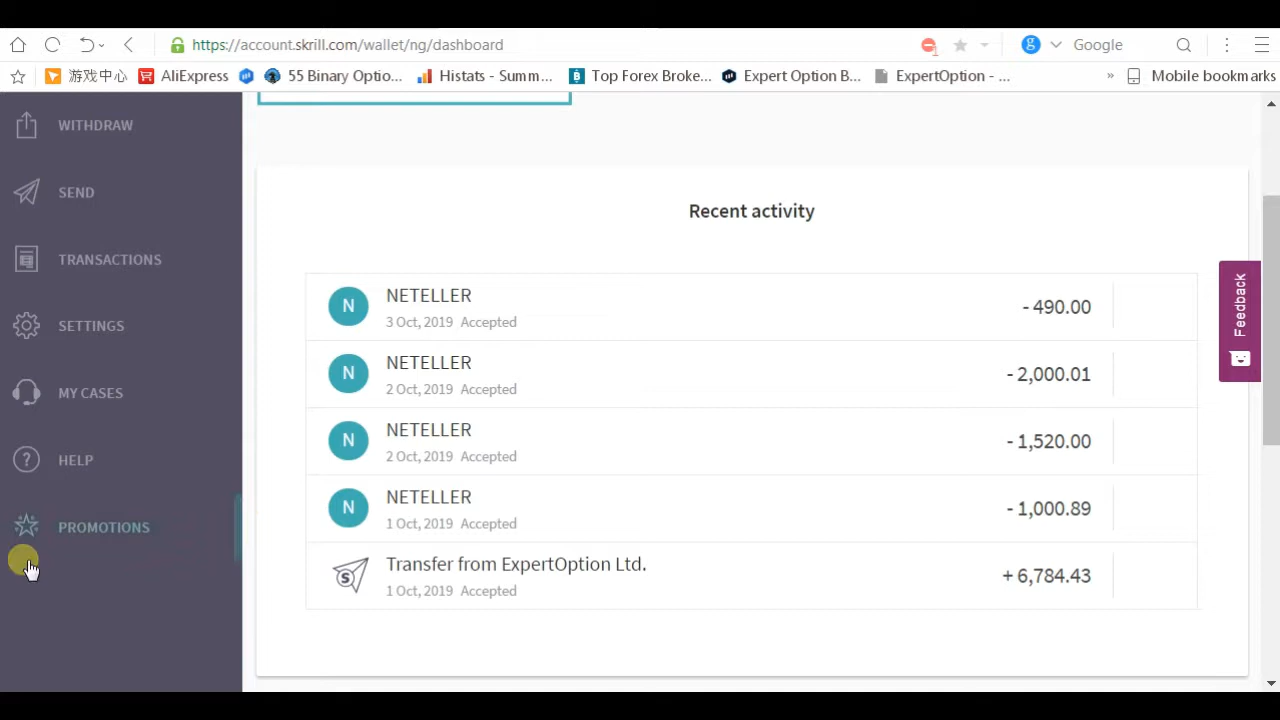 https://account.skrill.com/wallet/ng/dashboard
g Google
游戏中心 AliExpress 55 Binary Optio... Histats - Summ... Top Forex Broke... Expert Option B... ExpertOption - ... » Mobile bookmarks
WITHDRAW
SEND
TRANSACTIONS
SETTINGS
MY CASES
? HELP
PROMOTIONS
Recent activity
N NETELLER
3 Oct, 2019 Accepted
- 490.00
N NETELLER
2 Oct, 2019 Accepted
- 2,000.01
N NETELLER
2 Oct, 2019 Accepted
- 1,520.00
N NETELLER
1 Oct, 2019 Accepted
- 1,000.89
S Transfer from ExpertOption Ltd.
1 Oct, 2019 Accepted
+ 6,784.43
Feedback